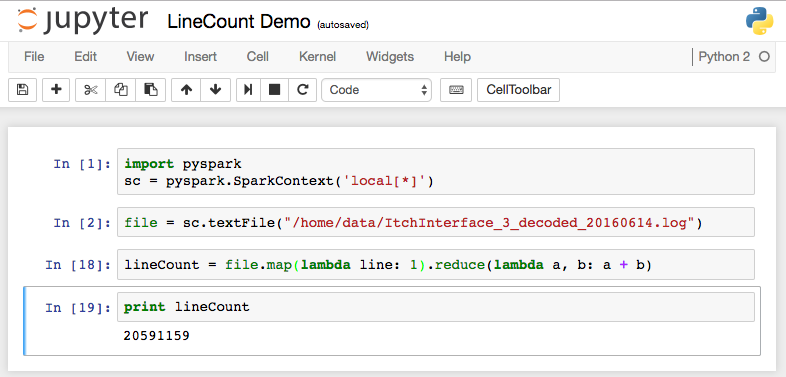 jupyter LineCount Demo (autosaved)
File Edit View Insert Cell Kernel Widgets Help Python 2
Code CellToolbar
In [1]: import pyspark
sc = pyspark.SparkContext('local[*]')
In [2]: file = sc.textFile("/home/data/ItchInterface_3_decoded_20160614.log")
In [18]: lineCount = file.map(lambda line: 1).reduce(lambda a, b: a + b)
In [19]: print lineCount
20591159